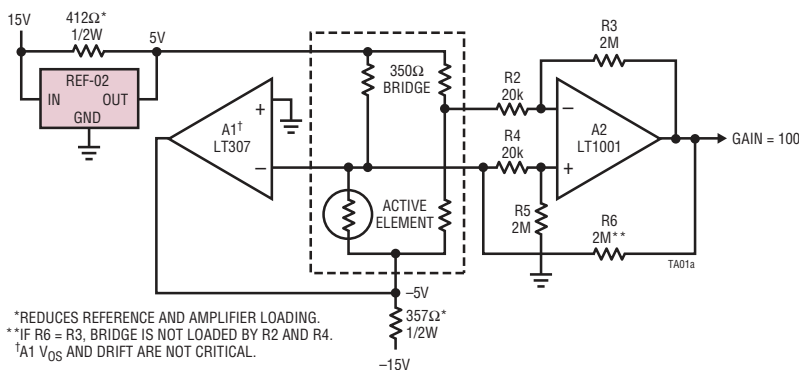 15V
412Ω*
1/2W
5V
REF-02
IN
OUT
GND
350Ω
BRIDGE
A1†
LT307
+
−
ACTIVE
ELEMENT
R2
20k
R4
20k
R3
2M
−
+
A2
LT1001
GAIN = 100
R5
2M
R6
2M**
TA01a
−5V
357Ω*
1/2W
−15V
*REDUCES REFERENCE AND AMPLIFIER LOADING.
**IF R6 = R3, BRIDGE IS NOT LOADED BY R2 AND R4.
†A1 VOS AND DRIFT ARE NOT CRITICAL.